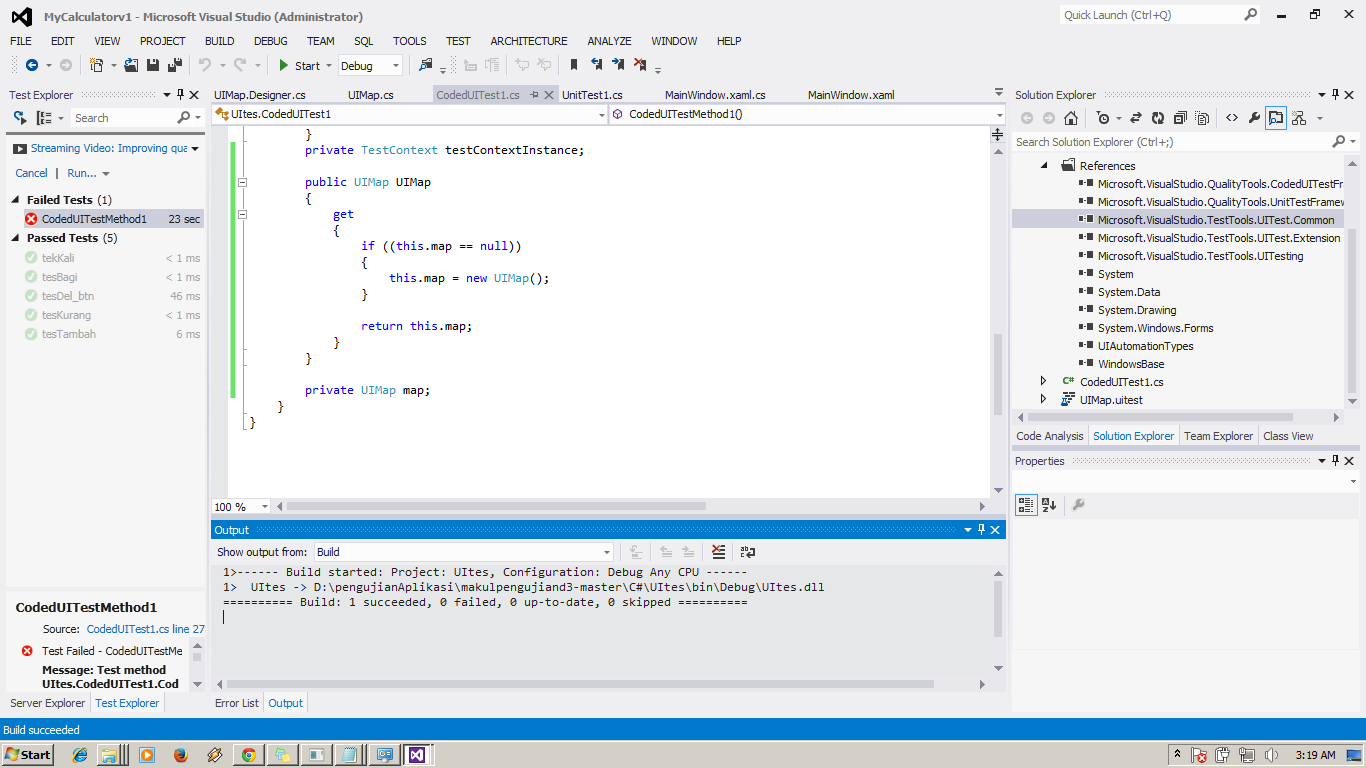 MyCalculatorv1 - Microsoft Visual Studio (Administrator)
Quick Launch (Ctrl+Q)
FILE EDIT VIEW PROJECT BUILD DEBUG TEAM SQL TOOLS TEST ARCHITECTURE ANALYZE WINDOW HELP
Start Debug
Test Explorer
Search
Streaming Video: Improving qua
Cancel | Run...
Failed Tests (1)
CodedUITestMethod1 23 sec
Passed Tests (5)
tekKali < 1 ms
tesBagi < 1 ms
tesDel_btn 46 ms
tesKurang < 1 ms
tesTambah 6 ms
CodedUITestMethod1
Source: CodedUITest1.cs line 27
Test Failed - CodedUITestMe
Message: Test method
UItes.CodedUITest1.Cod
Server Explorer Test Explorer
UIMap.Designer.cs UIMap.cs CodedUITest1.cs UnitTest1.cs MainWindow.xaml.cs MainWindow.xaml
UItes.CodedUITest1 CodedUITestMethod1()
}
private TestContext testContextInstance;
public UIMap UIMap
{
get
{
if ((this.map == null))
{
this.map = new UIMap();
}
return this.map;
}
}
private UIMap map;
}
}
100 %
Output
Show output from: Build
1>------ Build started: Project: UItes, Configuration: Debug Any CPU ------
1> UItes -> D:\pengujianAplikasi\makulpengujiand3-master\C#\UItes\bin\Debug\UItes.dll
========== Build: 1 succeeded, 0 failed, 0 up-to-date, 0 skipped ==========
Error List Output
Solution Explorer
Search Solution Explorer (Ctrl+;)
References
Microsoft.VisualStudio.QualityTools.CodedUITestFr
Microsoft.VisualStudio.QualityTools.UnitTestFramew
Microsoft.VisualStudio.TestTools.UITest.Common
Microsoft.VisualStudio.TestTools.UITest.Extension
Microsoft.VisualStudio.TestTools.UITesting
System
System.Data
System.Drawing
System.Windows.Forms
UIAutomationTypes
WindowsBase
C# CodedUITest1.cs
UIMap.uitest
Code Analysis Solution Explorer Team Explorer Class View
Properties
Build succeeded
Start
3:19 AM